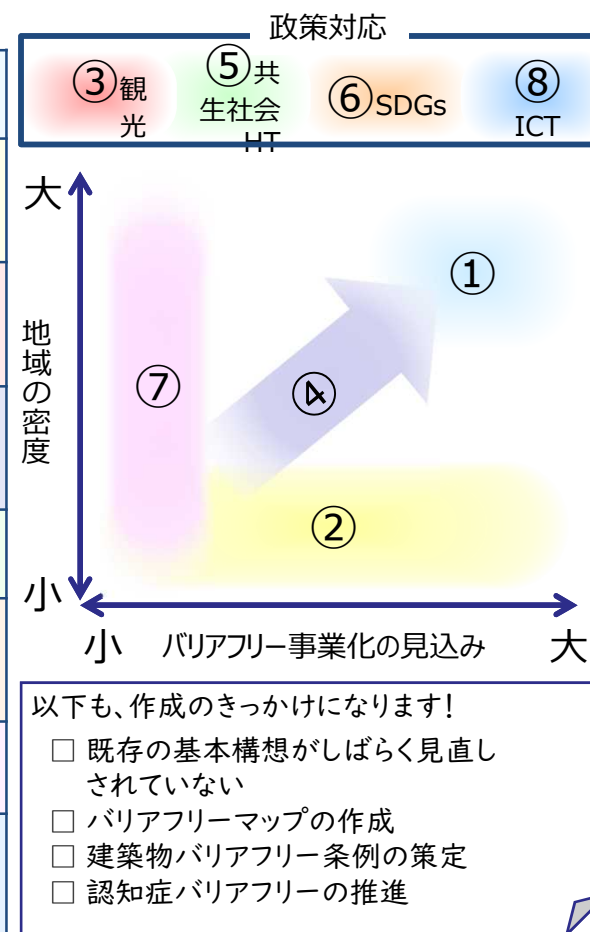 政策対応
③観
光
⑤共
生社会
HT
⑥SDGs
⑧
ICT
大
①
地域の密度
⑦
④
②
小
小 バリアフリー事業化の見込み 大
以下も、作成のきっかけになります!
□ 既存の基本構想がしばらく見直し
されていない
□ バリアフリーマップの作成
□ 建築物バリアフリー条例の策定
□ 認知症バリアフリーの推進